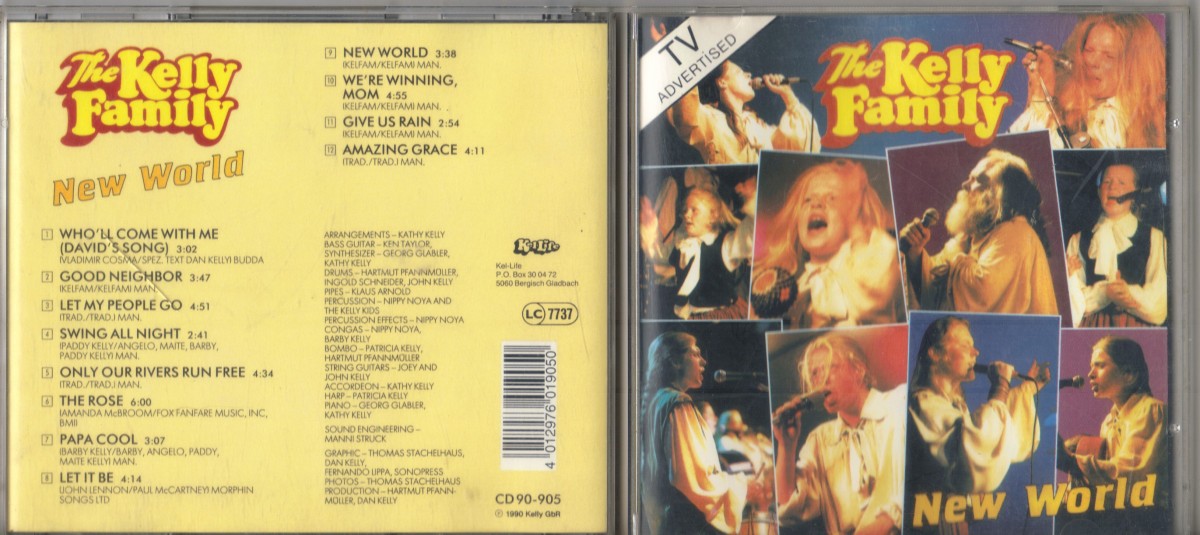 The Kelly
Family
New World
1 WHO'LL COME WITH ME
(DAVID'S SONG) 3:02
(VLADIMIR COSMA/SPEZ. TEXT DAN KELLY) BUDDA
2 GOOD NEIGHBOR 3:47
(KELFAM/KELFAM) MAN.
3 LET MY PEOPLE GO 4:51
(TRAD./TRAD.) MAN.
4 SWING ALL NIGHT 2:41
(PADDY KELLY/ANGELO, MAITE, BARBY,
PADDY KELLY) MAN.
5 ONLY OUR RIVERS RUN FREE 4:34
(TRAD./TRAD.) MAN.
6 THE ROSE 6:00
(AMANDA McBROOM/FOX FANFARE MUSIC, INC,
BMI)
7 PAPA COOL 3:07
(BARBY KELLY/BARBY, ANGELO, PADDY,
MAITE KELLY) MAN.
8 LET IT BE 4:14
(JOHN LENNON/PAUL McCARTNEY) MORPHIN
SONGS LTD
9 NEW WORLD 3:38
(KELFAM/KELFAM) MAN.
10 WE'RE WINNING,
MOM 4:55
(KELFAM/KELFAM) MAN.
11 GIVE US RAIN 2:54
(KELFAM/KELFAM) MAN.
12 AMAZING GRACE 4:11
(TRAD./TRAD.) MAN.
ARRANGEMENTS – KATHY KELLY
BASS GUITAR – KEN TAYLOR,
SYNTHESIZER – GEORG GLABLER,
KATHY KELLY
DRUMS – HARTMUT PFANNMÜLLER,
INGOLD SCHNEIDER, JOHN KELLY
PIPES – KLAUS ARNOLD
PERCUSSION – NIPPY NOYA AND
THE KELLY KIDS
PERCUSSION EFFECTS – NIPPY NOYA
CONGAS – NIPPY NOYA,
BARBY KELLY
BOMBO – PATRICIA KELLY,
HARTMUT PFANNMÜLLER
STRING GUITARS – JOEY AND
JOHN KELLY
ACCORDEON – KATHY KELLY
HARP – PATRICIA KELLY
PIANO – GEORG GLABLER,
KATHY KELLY
SOUND ENGINEERING –
MANNI STRUCK
GRAPHIC – THOMAS STACHELHAUS,
DAN KELLY,
FERNANDO LIPPA, SONOPRESS
PHOTOS – THOMAS STACHELHAUS
PRODUCTION – HARTMUT PFANN-
MÜLLER, DAN KELLY
Kel-Life
Kel-Life
P.O. Box 30 04 72
5060 Bergisch Gladbach
LC 7737
4 012976 019050
CD 90-905
℗ 1990 Kelly GbR
TV
ADVERTiSED
The Kelly
Family
New World